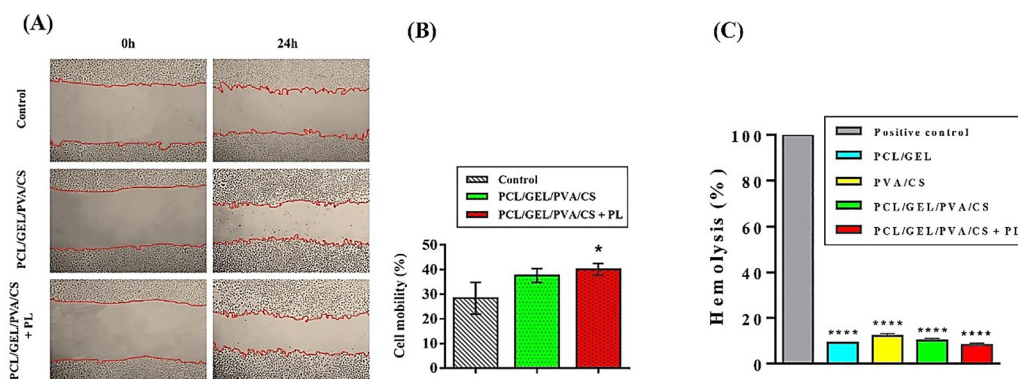 (A)
0h
24h
Control
PCL/GEL/PVA/CS
PCL/GEL/PVA/CS
+ PL
(B)
Control
PCL/GEL/PVA/CS
PCL/GEL/PVA/CS + PL
Cell mobility (%)
50
40
30
20
10
0
*
(C)
Hemolysis (%)
100
80
60
40
20
0
Positive control
PCL/GEL
PVA/CS
PCL/GEL/PVA/CS
PCL/GEL/PVA/CS + PL
****
****
****
****